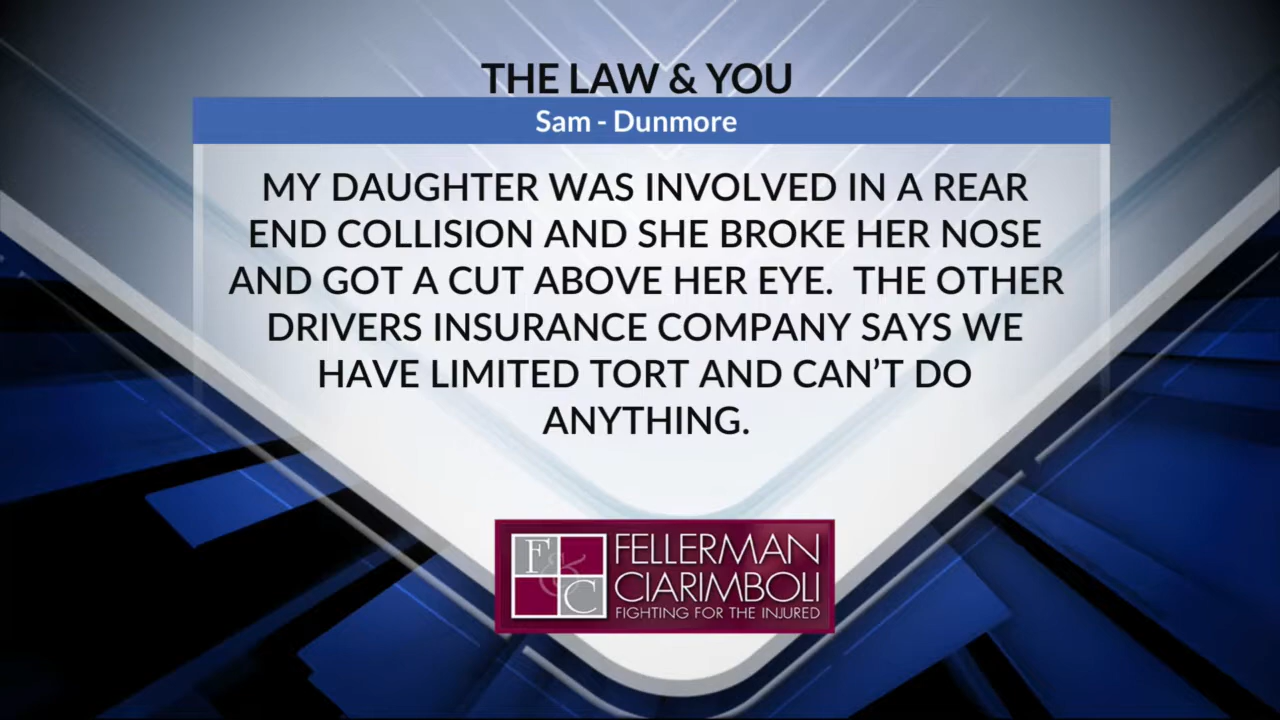 THE LAW & YOU
Sam - Dunmore
MY DAUGHTER WAS INVOLVED IN A REAR
END COLLISION AND SHE BROKE HER NOSE
AND GOT A CUT ABOVE HER EYE.  THE OTHER
DRIVERS INSURANCE COMPANY SAYS WE
HAVE LIMITED TORT AND CAN’T DO
ANYTHING.
F&C
FELLERMAN
CIARIMBOLI
FIGHTING FOR THE INJURED